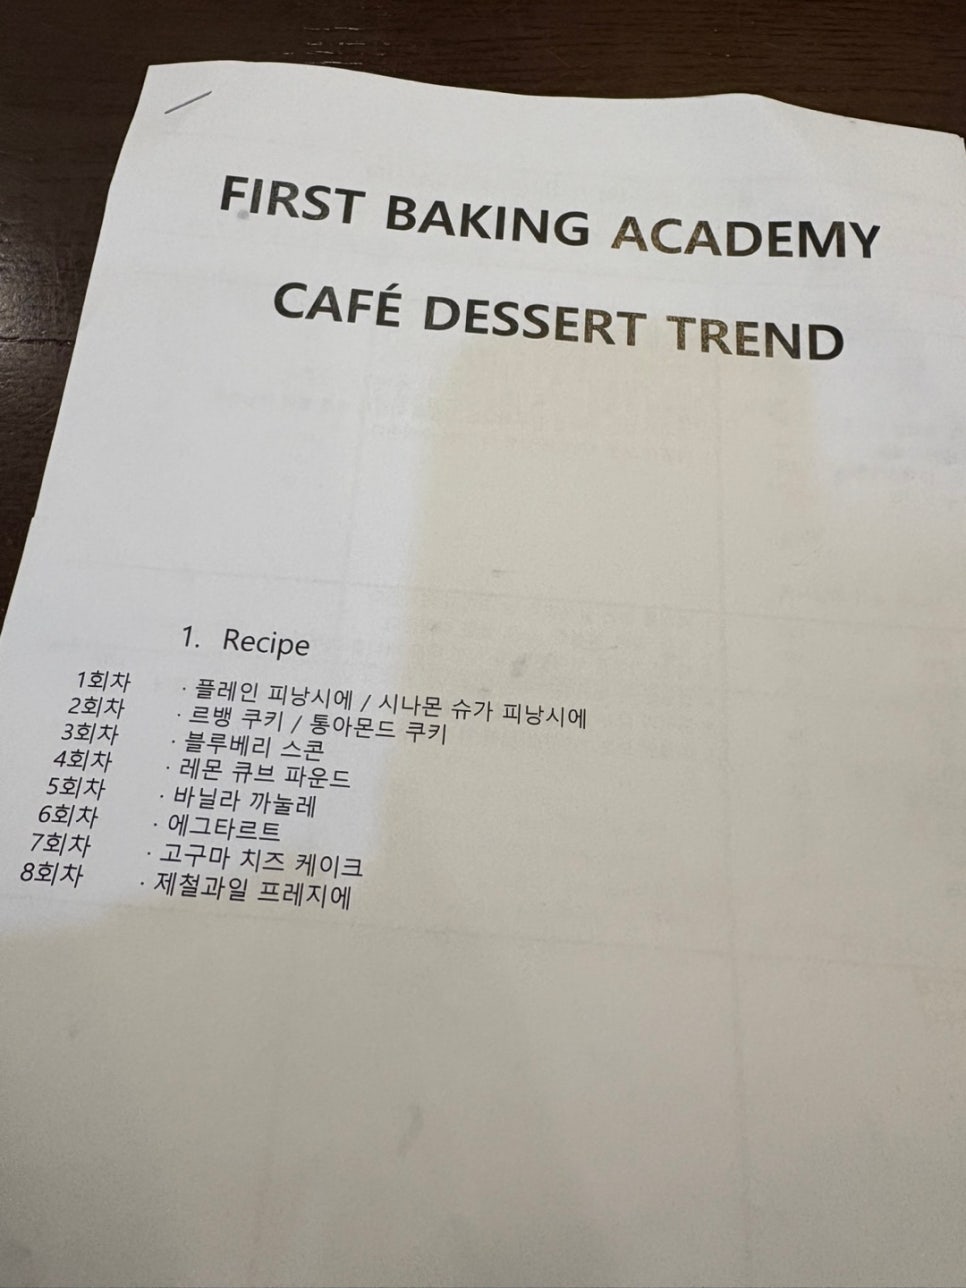 FIRST BAKING ACADEMY
CAFÉ DESSERT TREND
1. Recipe
1회차 · 플레인 피낭시에 / 시나몬 슈가 피낭시에
2회차 · 르뱅 쿠키 / 통아몬드 쿠키
3회차 · 블루베리 스콘
4회차 · 레몬 큐브 파운드
5회차 · 바닐라 까눌레
6회차 · 에그타르트
7회차 · 고구마 치즈 케이크
8회차 · 제철과일 프레지에